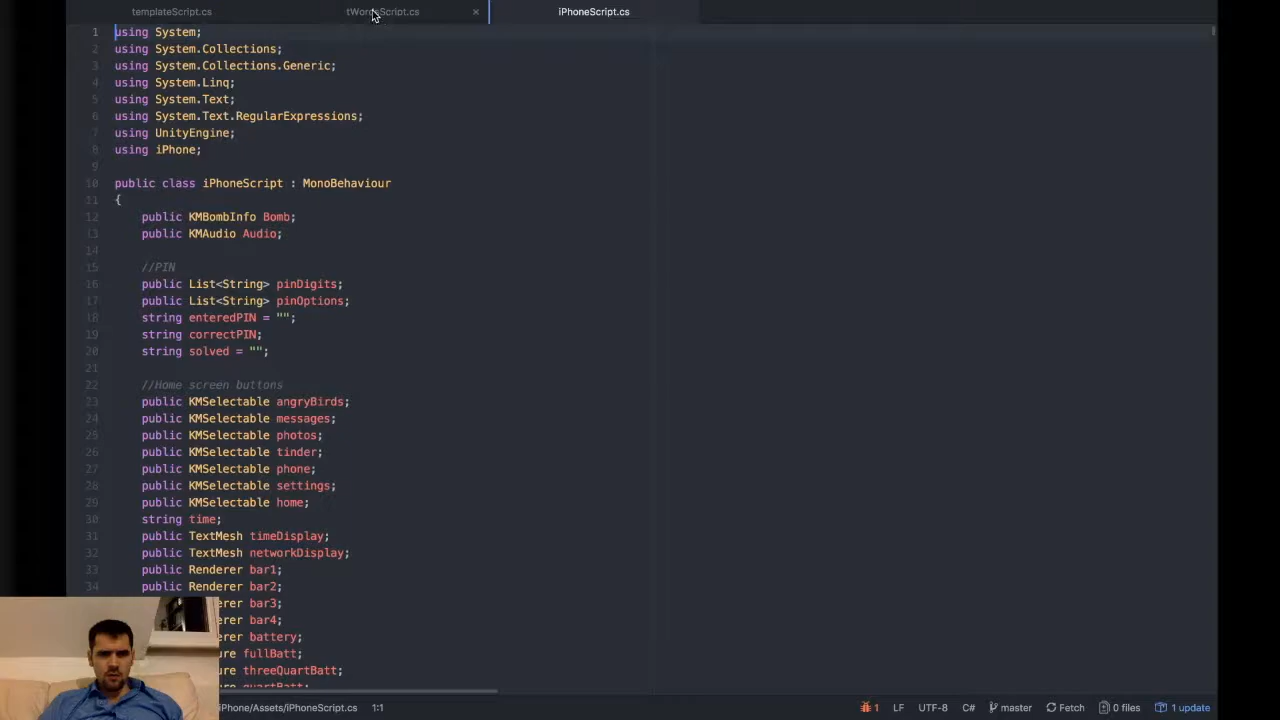 templateScript.cs
tWordsScript.cs
×
iPhoneScript.cs
1 using System;
2 using System.Collections;
3 using System.Collections.Generic;
4 using System.Linq;
5 using System.Text;
6 using System.Text.RegularExpressions;
7 using UnityEngine;
8 using iPhone;
9
10 public class iPhoneScript : MonoBehaviour
11 {
12 public KMBombInfo Bomb;
13 public KMAudio Audio;
14
15 //PIN
16 public List<String> pinDigits;
17 public List<String> pinOptions;
18 string enteredPIN = "";
19 string correctPIN;
20 string solved = "";
21
22 //Home screen buttons
23 public KMSelectable angryBirds;
24 public KMSelectable messages;
25 public KMSelectable photos;
26 public KMSelectable tinder;
27 public KMSelectable phone;
28 public KMSelectable settings;
29 public KMSelectable home;
30 string time;
31 public TextMesh timeDisplay;
32 public TextMesh networkDisplay;
33 public Renderer bar1;
34 public Renderer bar2;
erer bar3;
erer bar4;
erer battery;
ure fullBatt;
ure threeQuartBatt;
ure quartBatt;
iPhone/Assets/iPhoneScript.cs 1:1 1 LF UTF-8 C# master Fetch 0 files 1 update